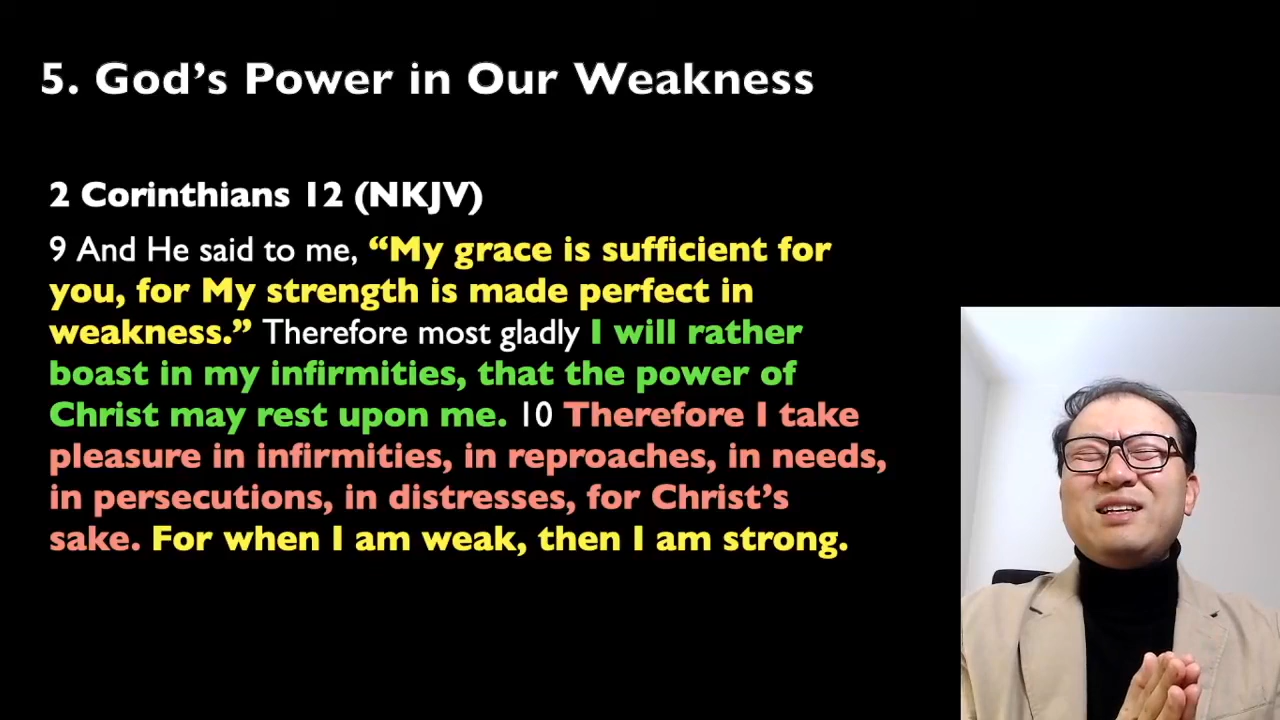 5. God’s Power in Our Weakness
2 Corinthians 12 (NKJV)
9 And He said to me, “My grace is sufficient for
you, for My strength is made perfect in
weakness.” Therefore most gladly I will rather
boast in my infirmities, that the power of
Christ may rest upon me. 10 Therefore I take
pleasure in infirmities, in reproaches, in needs,
in persecutions, in distresses, for Christ’s
sake. For when I am weak, then I am strong.